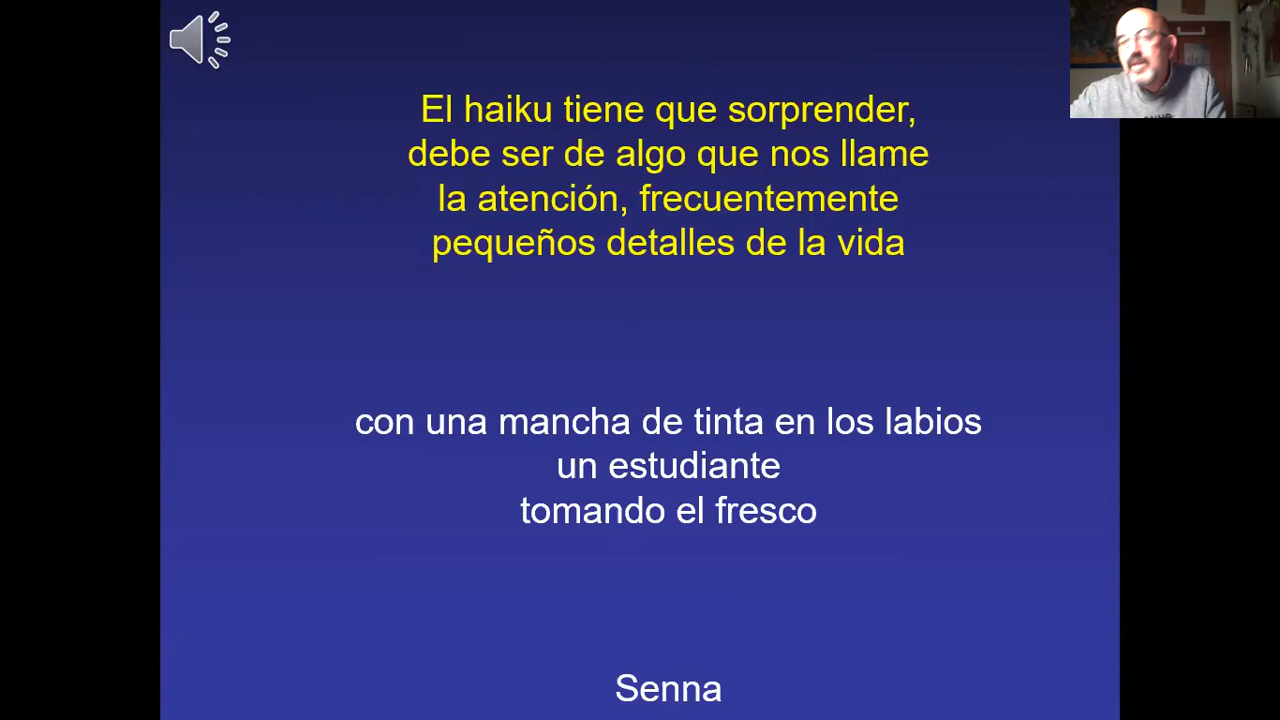 El haiku tiene que sorprender,
debe ser de algo que nos llame
la atención, frecuentemente
pequeños detalles de la vida
con una mancha de tinta en los labios
un estudiante
tomando el fresco
Senna